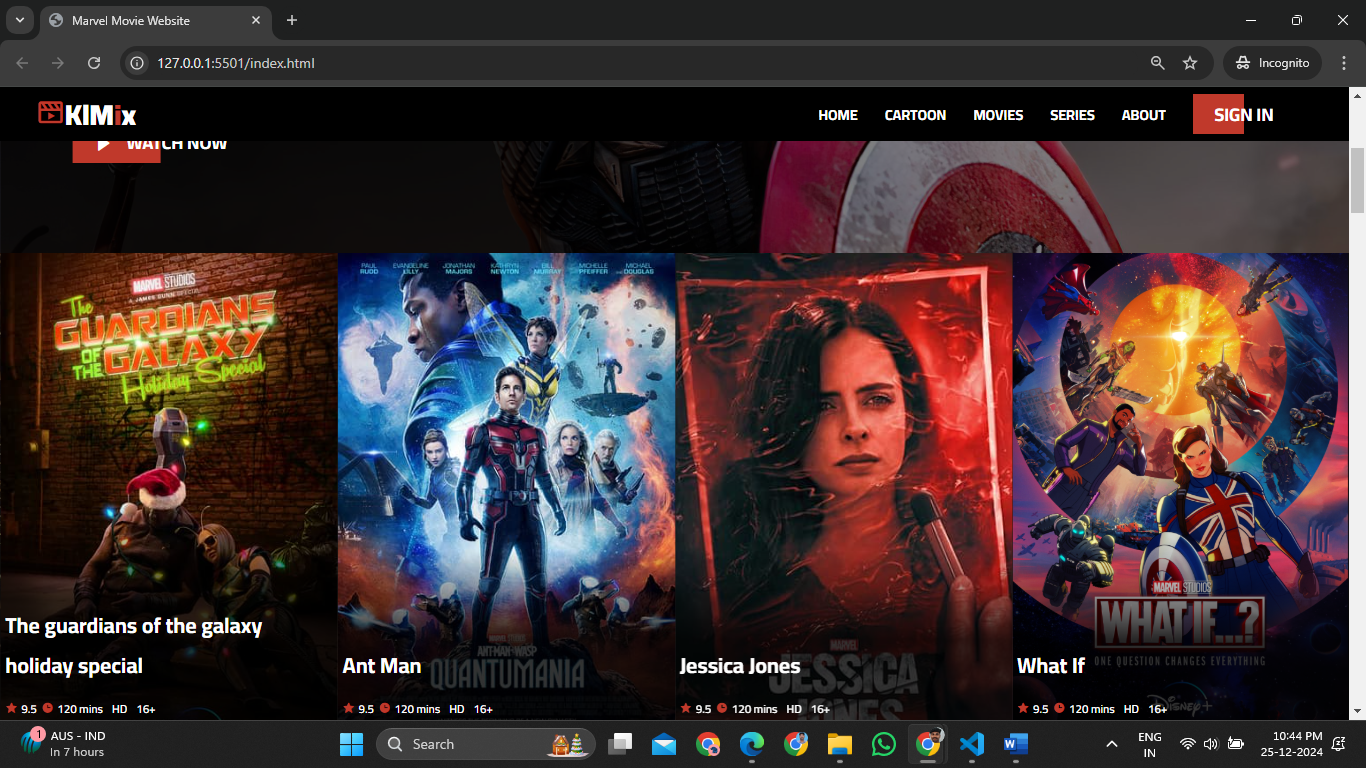 Marvel Movie Website
127.0.0.1:5501/index.html
Incognito
KIMix
HOME
CARTOON
MOVIES
SERIES
ABOUT
SIGN IN
WATCH NOW
MARVEL STUDIOS
The
GUARDIANS
OF THE GALAXY
Holiday Special
The guardians of the galaxy
holiday special
9.5 120 mins HD 16+
PAUL RUDD
EVANGELINE LILLY
JONATHAN MAJORS
KATHRYN NEWTON
BILL MURRAY
MICHELLE PFEIFFER
MICHAEL DOUGLAS
MARVEL STUDIOS
ANT-MAN AND THE WASP
QUANTUMANIA
Ant Man
9.5 120 mins HD 16+
MARVEL
JESSICA
JONES
Jessica Jones
9.5 120 mins HD 16+
MARVEL STUDIOS
WHAT IF...?
ONE QUESTION CHANGES EVERYTHING
What If
Disney+
9.5 120 mins HD 16+
1
AUS - IND
In 7 hours
Search
ENG
IN
10:44 PM
25-12-2024